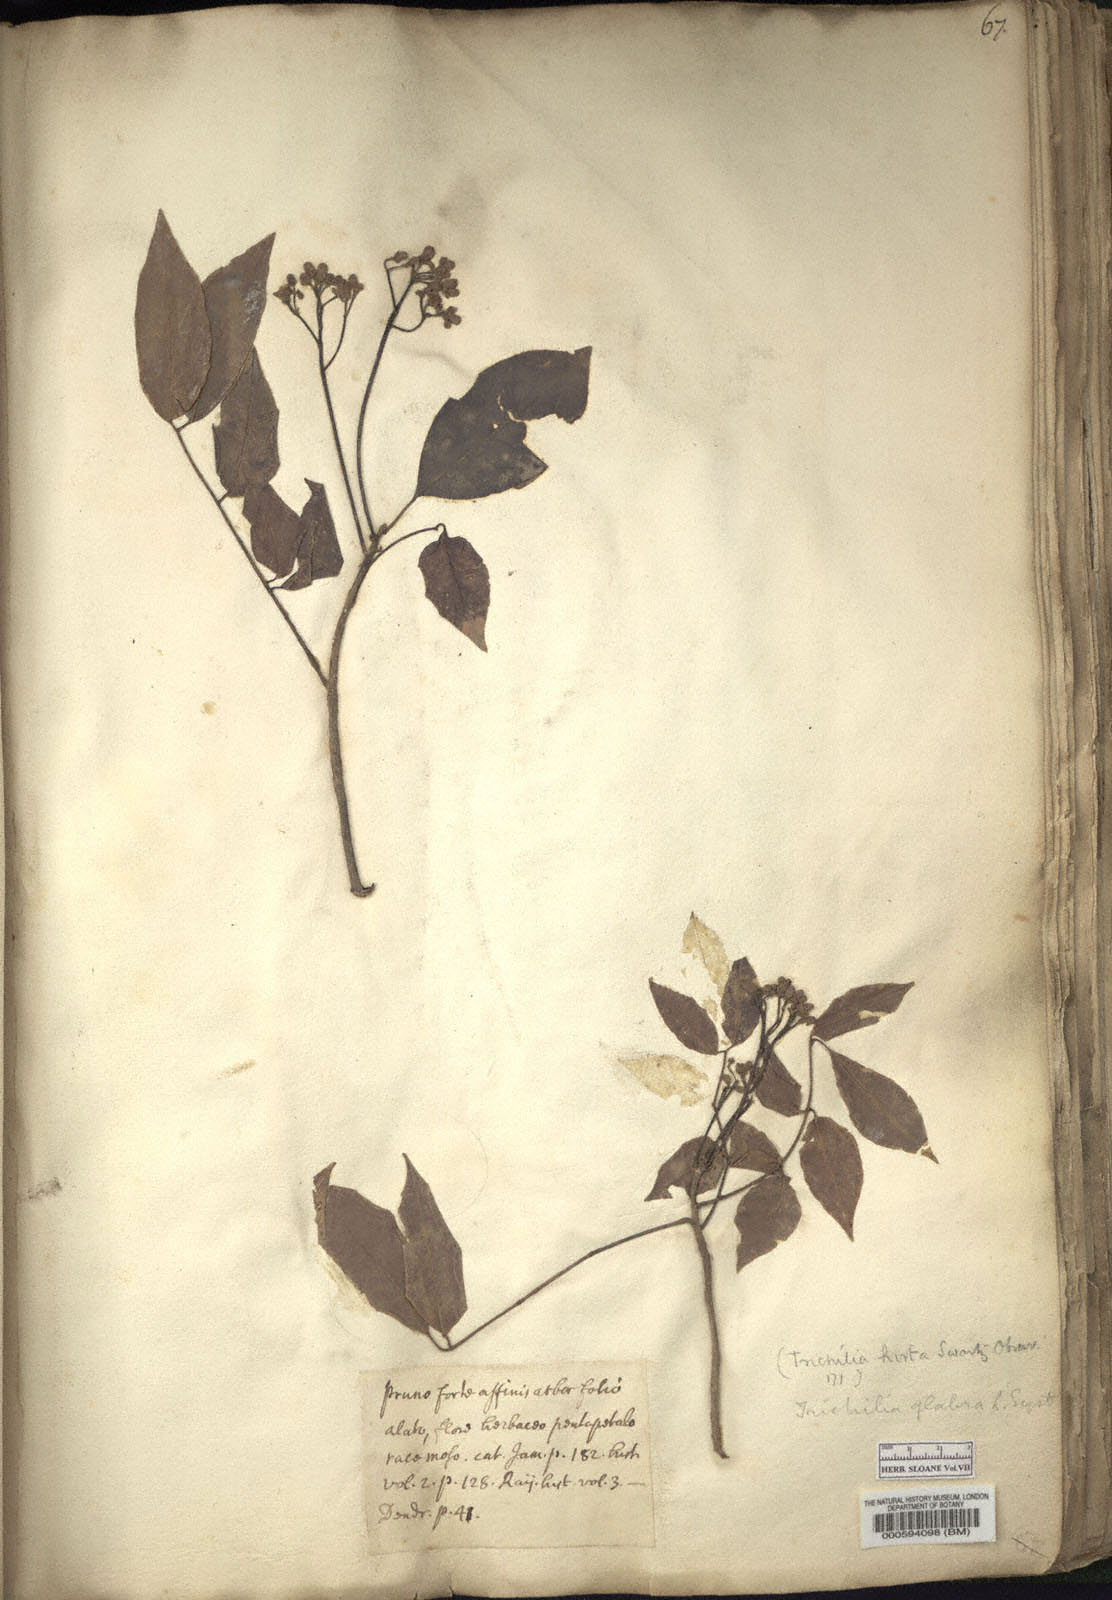 67.
Pruno forte affinis arbor folio
alato, flore herbaceo pentapetalo
racemoso. cat. Jam. p. 182. hist.
vol. 2. p. 128. Raij. hist. vol. 3. —
Dendr. p. 41.
(Trichilia hirta Swartz Observ.
171)
Trichilia glabra L. Syst.
HERB. SLOANE Vol. VII
THE NATURAL HISTORY MUSEUM, LONDON
DEPARTMENT OF BOTANY
000594098 (BM)